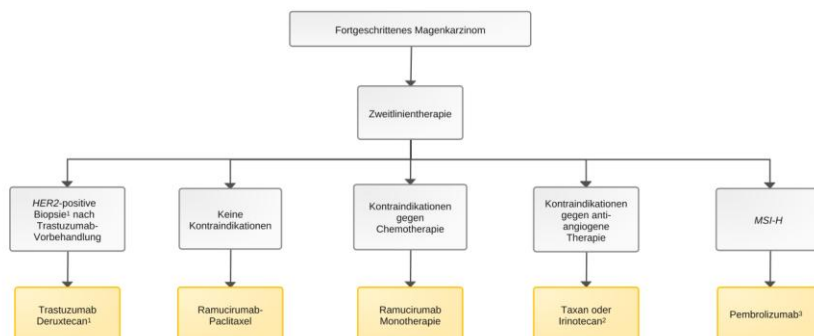 Fortgeschrittenes Magenkarzinom
Zweitlinientherapie
HER2-positive
Biopsie¹ nach
Trastuzumab-
Vorbehandlung
Keine
Kontraindikationen
Kontraindikationen
gegen
Chemotherapie
Kontraindikationen
gegen anti-
angiogene
Therapie
MSI-H
Trastuzumab
Deruxtecan¹
Ramucirumab-
Paclitaxel
Ramucirumab
Monotherapie
Taxan oder
Irinotecan²
Pembrolizumab³